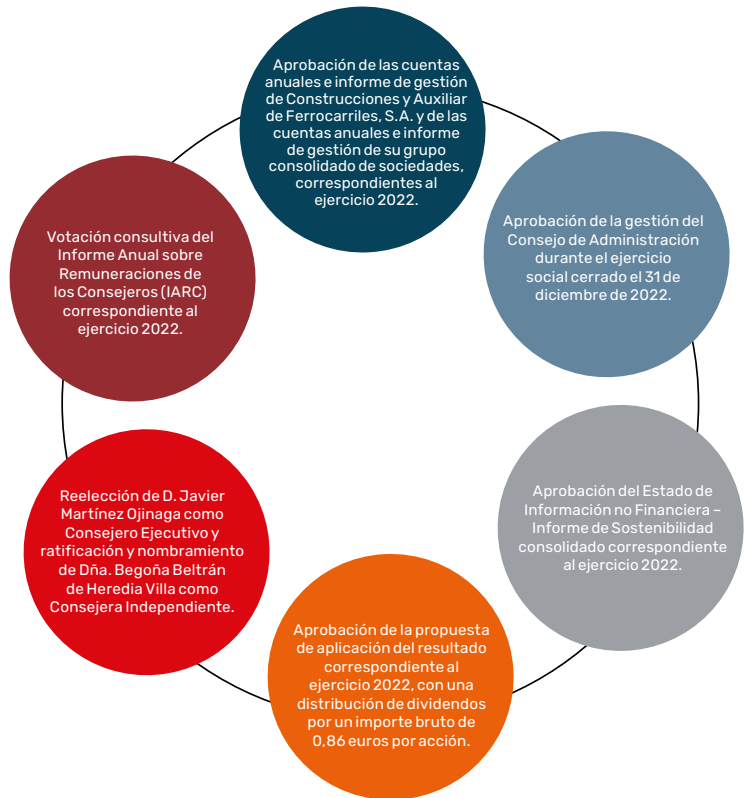 Aprobación de las cuentas
anuales e informe de gestión
de Construcciones y Auxiliar
de Ferrocarriles, S.A. y de las
cuentas anuales e informe
de gestión de su grupo
consolidado de sociedades,
correspondientes al
ejercicio 2022.
Aprobación de la gestión del
Consejo de Administración
durante el ejercicio
social cerrado el 31 de
diciembre de 2022.
Aprobación del Estado de
Información no Financiera –
Informe de Sostenibilidad
consolidado correspondiente
al ejercicio 2022.
Aprobación de la propuesta
de aplicación del resultado
correspondiente al
ejercicio 2022, con una
distribución de dividendos
por un importe bruto de
0,86 euros por acción.
Reelección de D. Javier
Martínez Ojinaga como
Consejero Ejecutivo y
ratificación y nombramiento
de Dña. Begoña Beltrán
de Heredia Villa como
Consejera Independiente.
Votación consultiva del
Informe Anual sobre
Remuneraciones de
los Consejeros (IARC)
correspondiente al
ejercicio 2022.